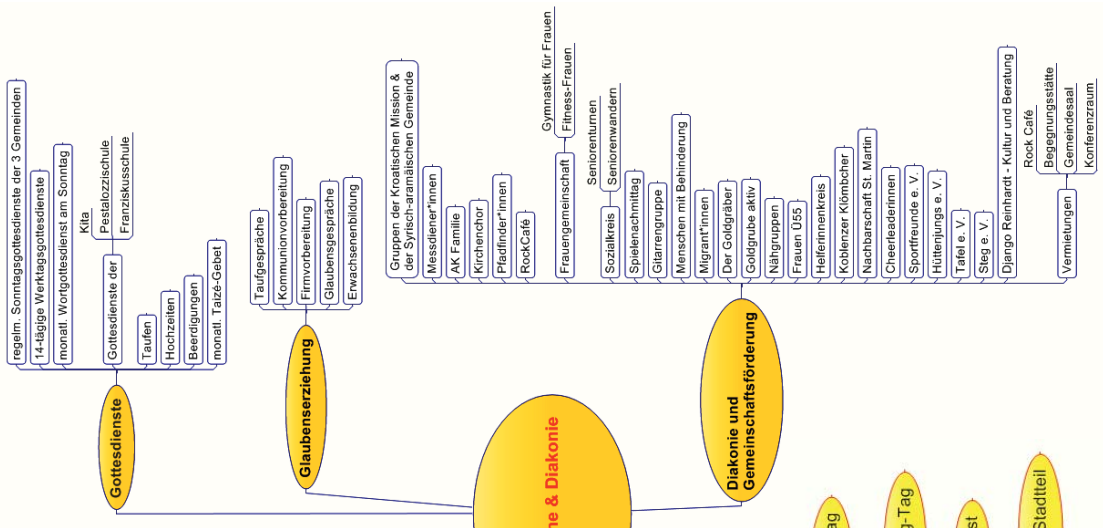 regelm. Sonntagsgottesdienste der 3 Gemeinden
14-tägige Werktagsgottesdienste
monatl. Wortgottesdienst am Sonntag
Gottesdienste der
Kita
Pestalozzischule
Franziskusschule
Taufen
Hochzeiten
Beerdigungen
monatl. Taizé-Gebet
Gottesdienste
Taufgespräche
Kommunionvorbereitung
Firmvorbereitung
Glaubensgespräche
Erwachsenenbildung
Glaubenserziehung
Gruppen der Kroatischen Mission &
der Syrisch-aramäischen Gemeinde
Messdiener*innen
AK Familie
Kirchenchor
Pfadfinder*innen
RockCafé
Frauengemeinschaft
Gymnastik für Frauen
Fitness-Frauen
Sozialkreis
Seniorenturnen
Seniorenwandern
Spielenachmittag
Gitarrengruppe
Menschen mit Behinderung
Migrant*innen
Der Goldgräber
Goldgrube aktiv
Nähgruppen
Frauen Ü55
Helferinnenkreis
Koblenzer Klömbcher
Nachbarschaft St. Martin
Cheerleaderinnen
Sportfreunde e. V.
Hüttenjungs e. V.
Tafel e. V.
Steg e. V.
Django Reinhardt - Kultur und Beratung
Vermietungen
Rock Café
Begegnungsstätte
Gemeindesaal
Konferenzraum
Diakonie und
Gemeinschaftsförderung
ne & Diakonie
ag
g-Tag
st
Stadtteil